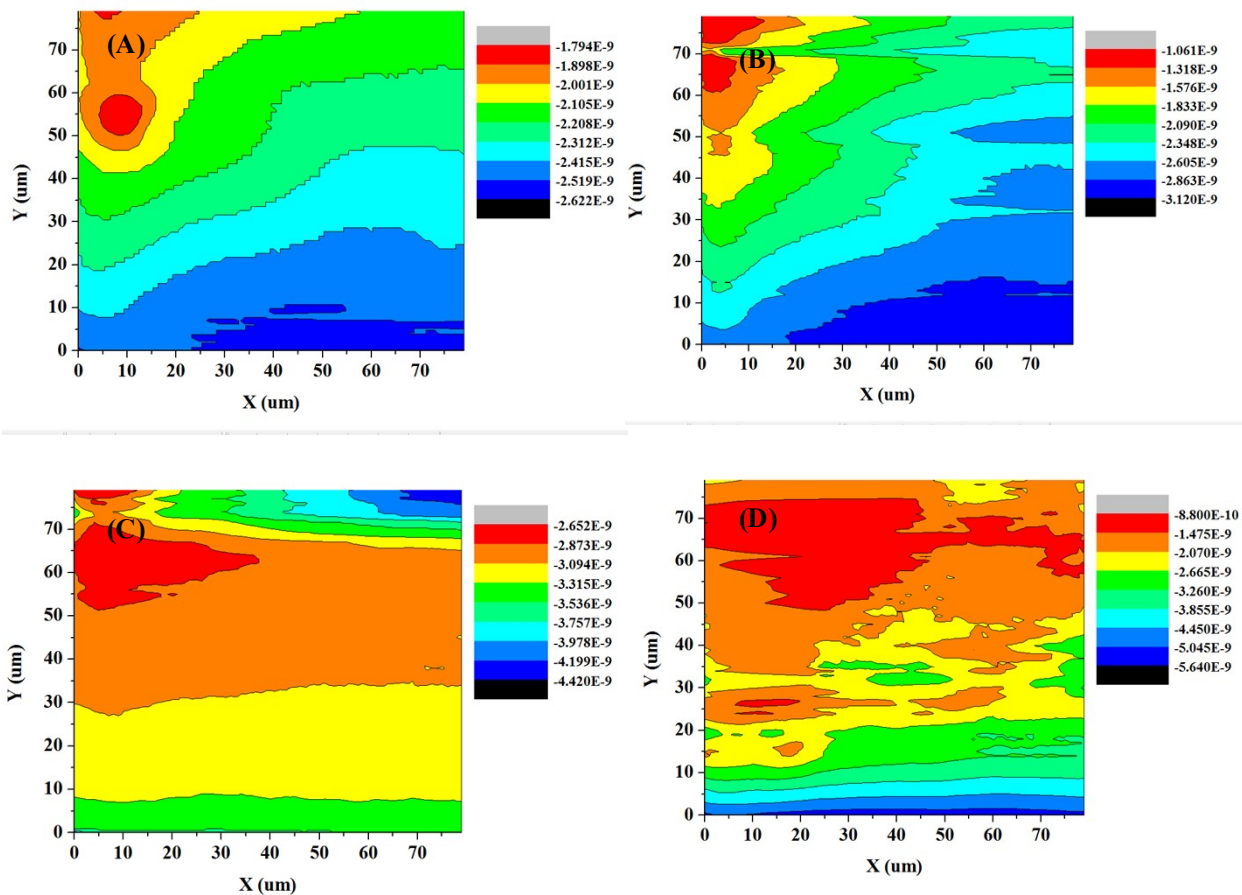 (A)
70
60
50
40
30
20
10
0
Y (um)
0 10 20 30 40 50 60 70
X (um)
-1.794E-9
-1.898E-9
-2.001E-9
-2.105E-9
-2.208E-9
-2.312E-9
-2.415E-9
-2.519E-9
-2.622E-9
(B)
70
60
50
40
30
20
10
0
Y (um)
0 10 20 30 40 50 60 70
X (um)
-1.061E-9
-1.318E-9
-1.576E-9
-1.833E-9
-2.090E-9
-2.348E-9
-2.605E-9
-2.863E-9
-3.120E-9
(C)
70
60
50
40
30
20
10
0
Y (um)
0 10 20 30 40 50 60 70
X (um)
-2.652E-9
-2.873E-9
-3.094E-9
-3.315E-9
-3.536E-9
-3.757E-9
-3.978E-9
-4.199E-9
-4.420E-9
(D)
70
60
50
40
30
20
10
0
Y (um)
0 10 20 30 40 50 60 70
X (um)
-8.800E-10
-1.475E-9
-2.070E-9
-2.665E-9
-3.260E-9
-3.855E-9
-4.450E-9
-5.045E-9
-5.640E-9